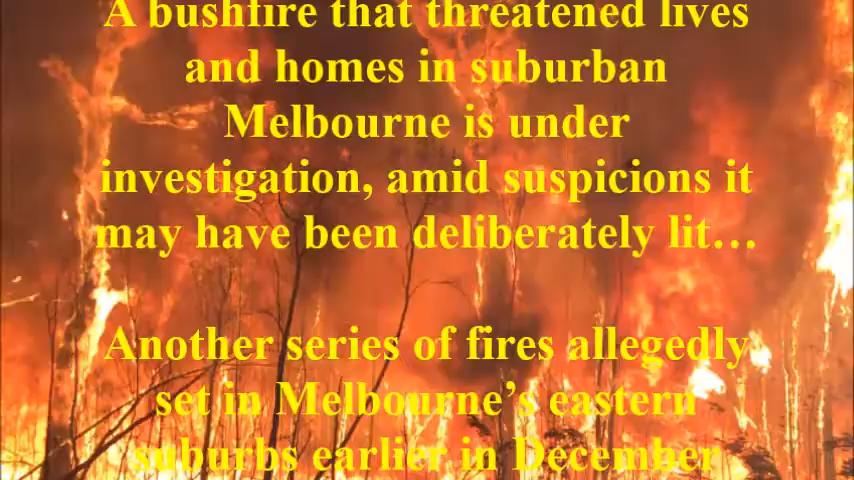 A bushfire that threatened lives
and homes in suburban
Melbourne is under
investigation, amid suspicions it
may have been deliberately lit…
Another series of fires allegedly
set in Melbourne’s eastern
suburbs earlier in December